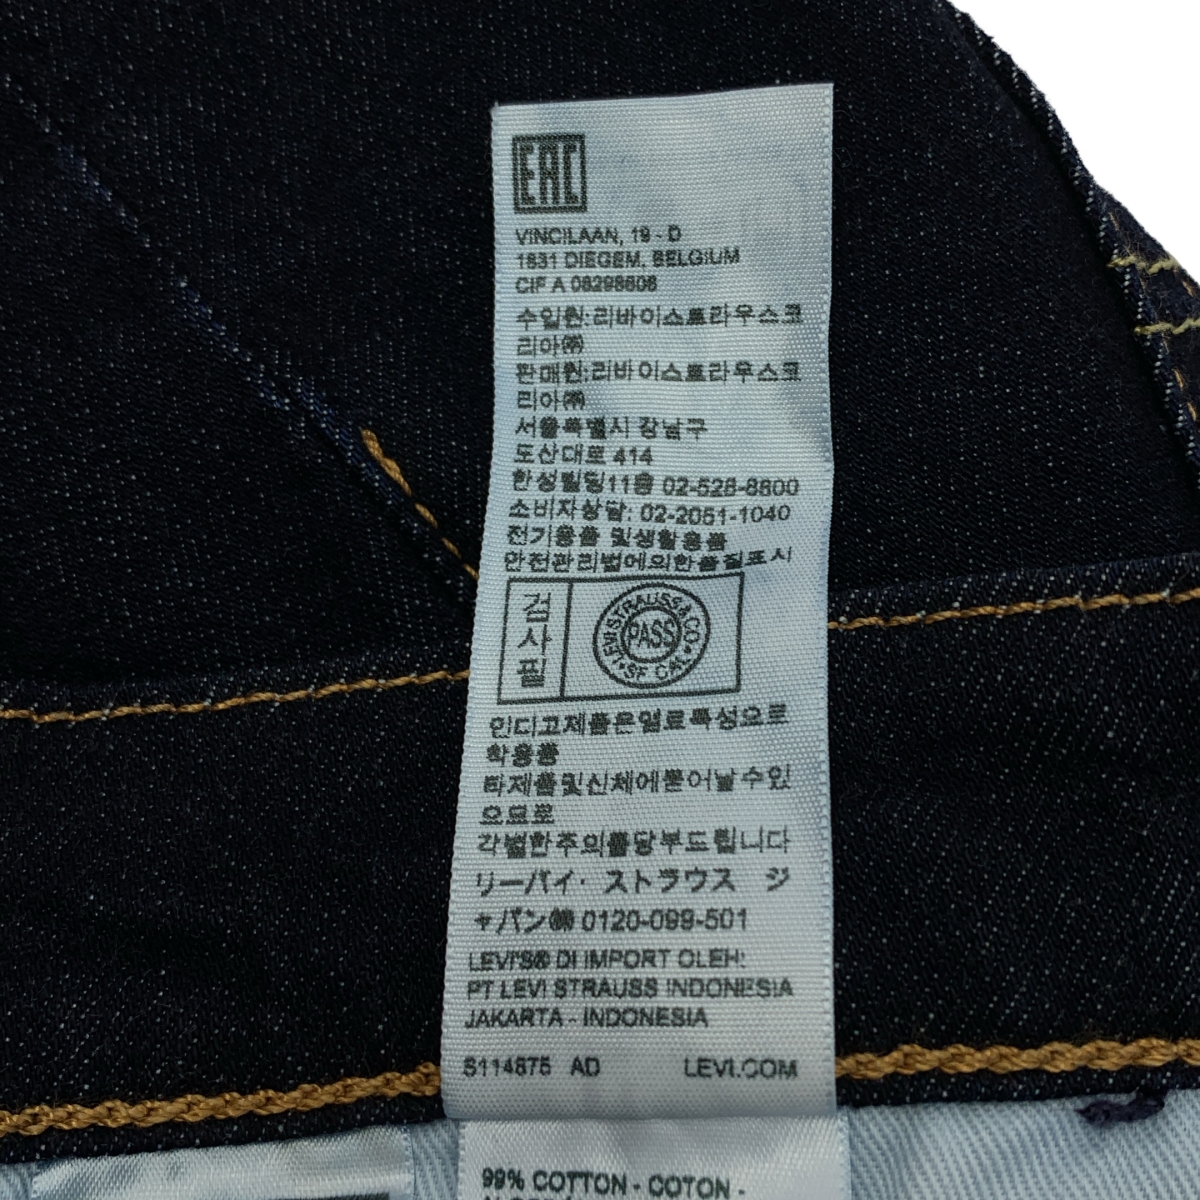 EAC
VINCILAAN, 19 - D
1831 DIEGEM, BELGIUM
CIF A 08298608
수입원:리바이스트라우스코
리아㈜
판매원:리바이스트라우스코
리아㈜
서울특별시 강남구
도산대로 414
한성빌딩11층 02-528-8800
소비자상담: 02-2051-1040
전기용품 및생활용품
안전관리법에의한품질표시
검사필
LEVI STRAUSS & CO. SF CAL
PASS
인디고제품은염료특성으로
착용품
타제품및신체에묻어날수있
으므로
각별한주의를당부드립니다
リーバイ・ストラウス ジ
ャパン㈱ 0120-099-501
LEVI'S® DI IMPORT OLEH:
PT LEVI STRAUSS INDONESIA
JAKARTA - INDONESIA
S114875 AD LEVI.COM
99% COTTON - COTON -